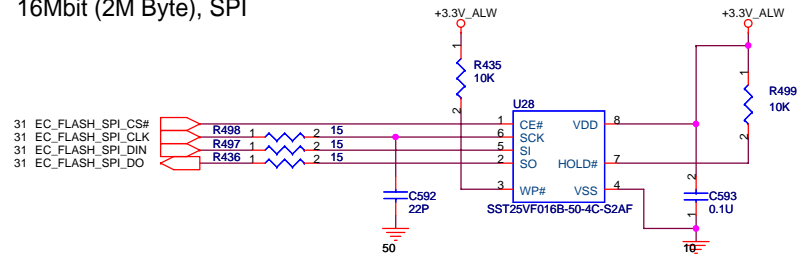 16Mbit (2M Byte), SPI
+3.3V_ALW
+3.3V_ALW
1
R435
10K
2
1
R499
10K
2
U28
31 EC_FLASH_SPI_CS#
1
CE#
VDD
8
31 EC_FLASH_SPI_CLK
R498
1
2
15
6
SCK
31 EC_FLASH_SPI_DIN
R497
1
2
15
5
SI
31 EC_FLASH_SPI_DO
R436
1
2
15
2
SO
HOLD#
7
3
WP#
VSS
4
SST25VF016B-50-4C-S2AF
C592
22P
50
2
C593
0.1U
1
10